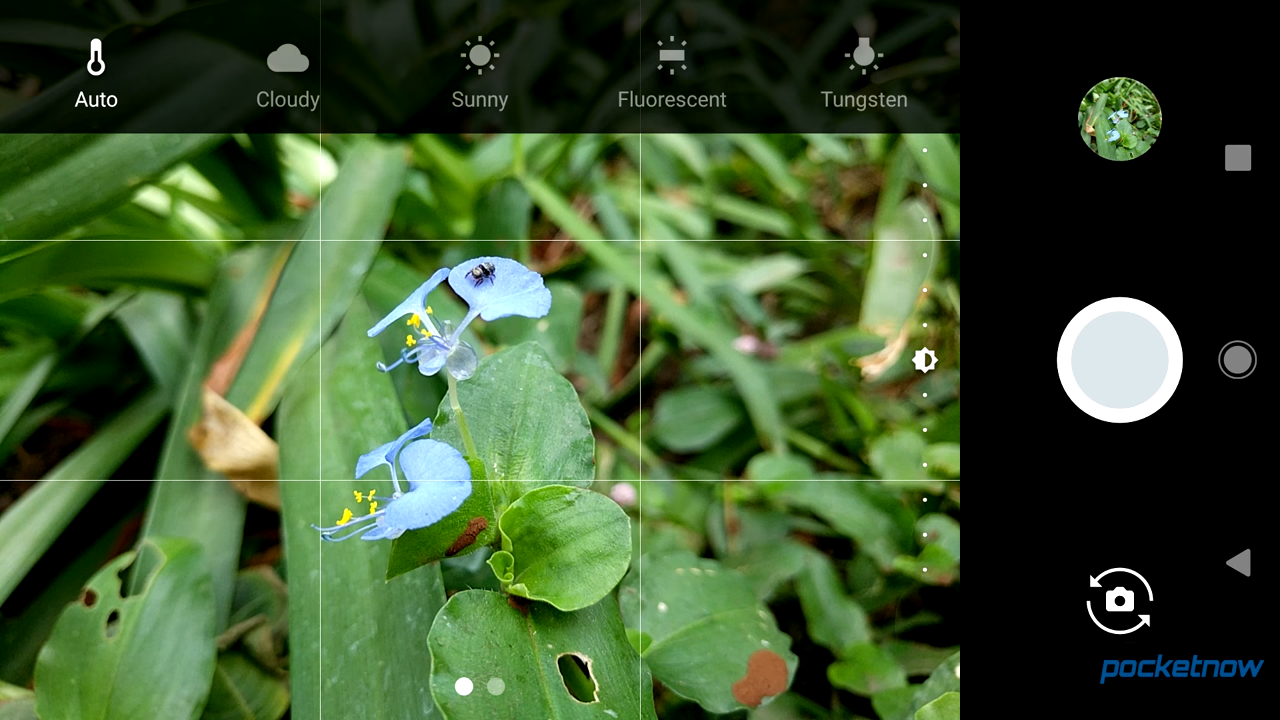 Auto
Cloudy
Sunny
Fluorescent
Tungsten
pocketnow